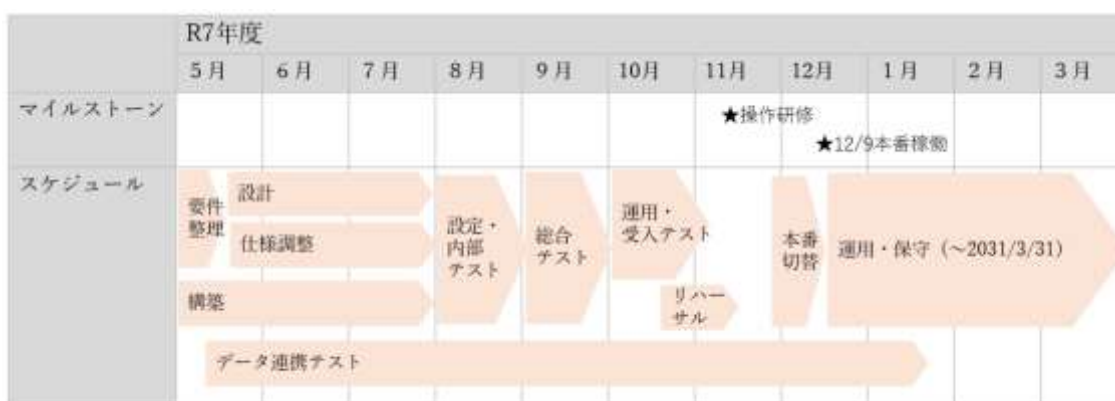 R7年度
5月 6月 7月 8月 9月 10月 11月 12月 1月 2月 3月
マイルストーン
★操作研修
★12/9本番稼働
スケジュール
要件
整理
設計
仕様調整
構築
設定・
内部
テスト
総合
テスト
運用・
受入テスト
リハー
サル
本番
切替
運用・保守（～2031/3/31）
データ連携テスト